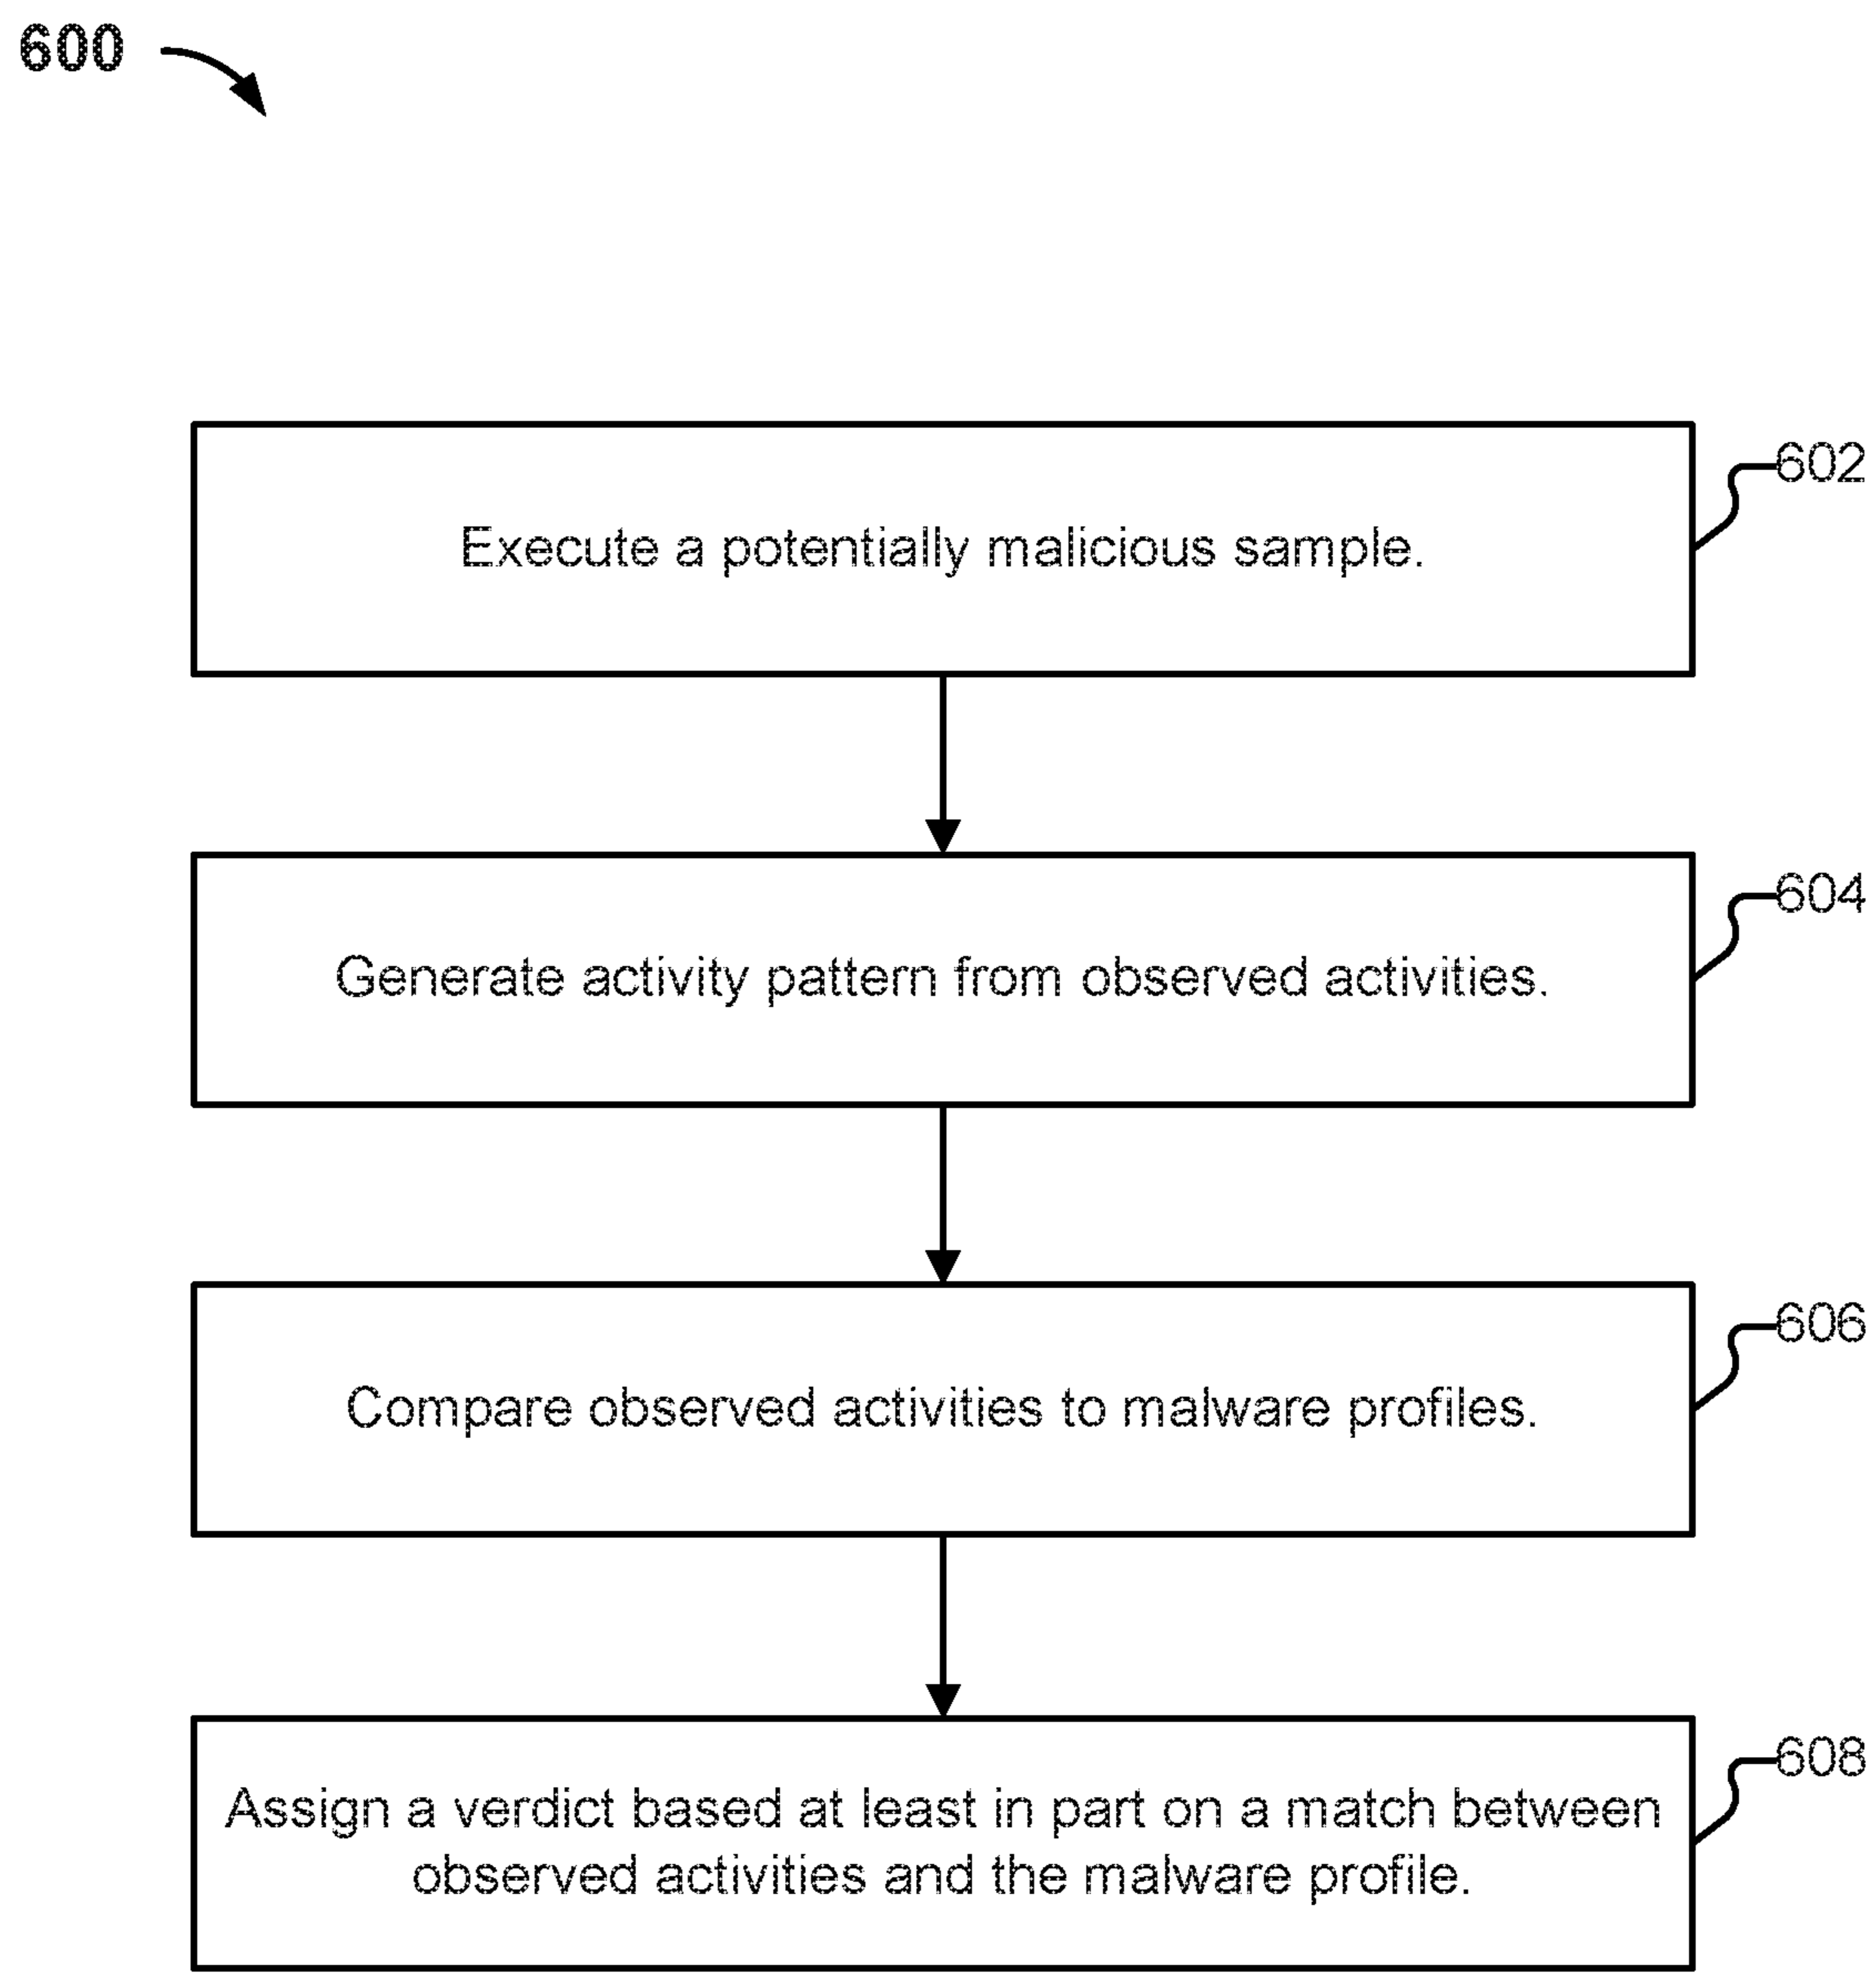 600
Execute a potentially malicious sample.
602
Generate activity pattern from observed activities.
604
Compare observed activities to malware profiles.
606
Assign a verdict based at least in part on a match between
observed activities and the malware profile.
608